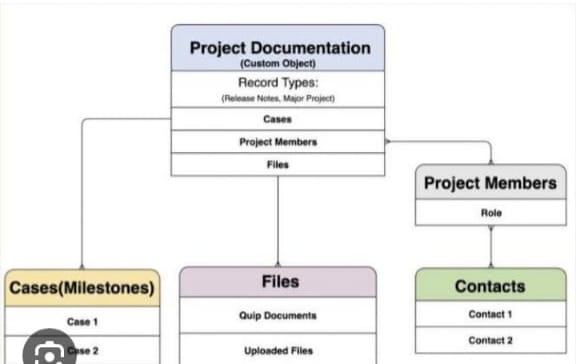 Project Documentation
(Custom Object)
Record Types:
(Release Notes, Major Project)
Cases
Project Members
Files
Project Members
Role
Cases(Milestones)
Case 1
Case 2
Files
Quip Documents
Uploaded Files
Contacts
Contact 1
Contact 2